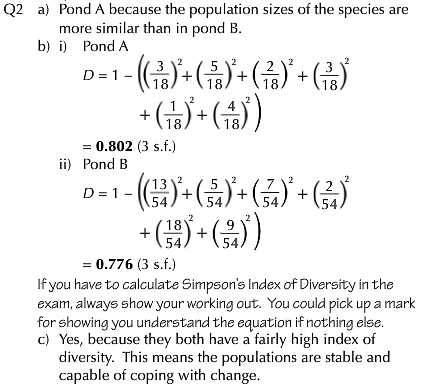 Q2 a) Pond A because the population sizes of the species are
more similar than in pond B.
b) i) Pond A
D = 1 - ((3/18)² + (5/18)² + (2/18)² + (3/18)²
+ (1/18)² + (4/18)²)
= 0.802 (3 s.f.)
ii) Pond B
D = 1 - ((13/54)² + (5/54)² + (7/54)² + (2/54)²
+ (18/54)² + (9/54)²)
= 0.776 (3 s.f.)
If you have to calculate Simpson's Index of Diversity in the
exam, always show your working out. You could pick up a mark
for showing you understand the equation if nothing else.
c) Yes, because they both have a fairly high index of
diversity. This means the populations are stable and
capable of coping with change.